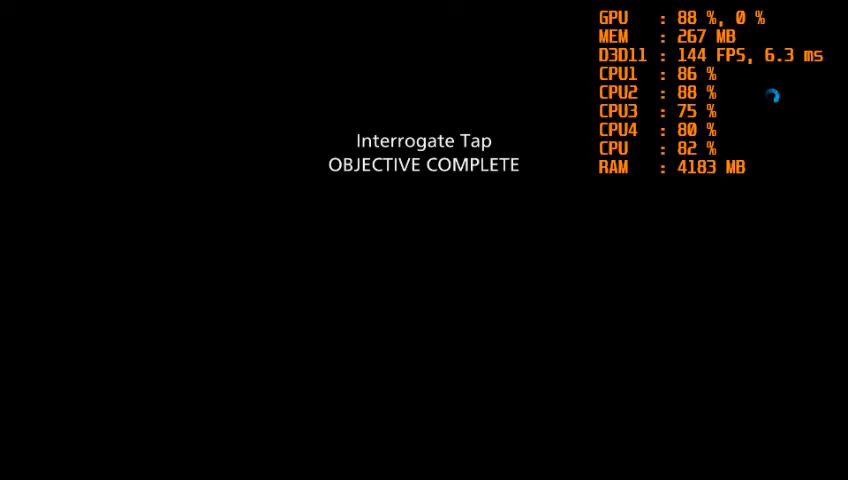 GPU : 88 %, 0 %
MEM : 267 MB
D3D11 : 144 FPS, 6.3 ms
CPU1 : 86 %
CPU2 : 88 %
CPU3 : 75 %
CPU4 : 80 %
CPU : 82 %
RAM : 4183 MB
Interrogate Tap
OBJECTIVE COMPLETE